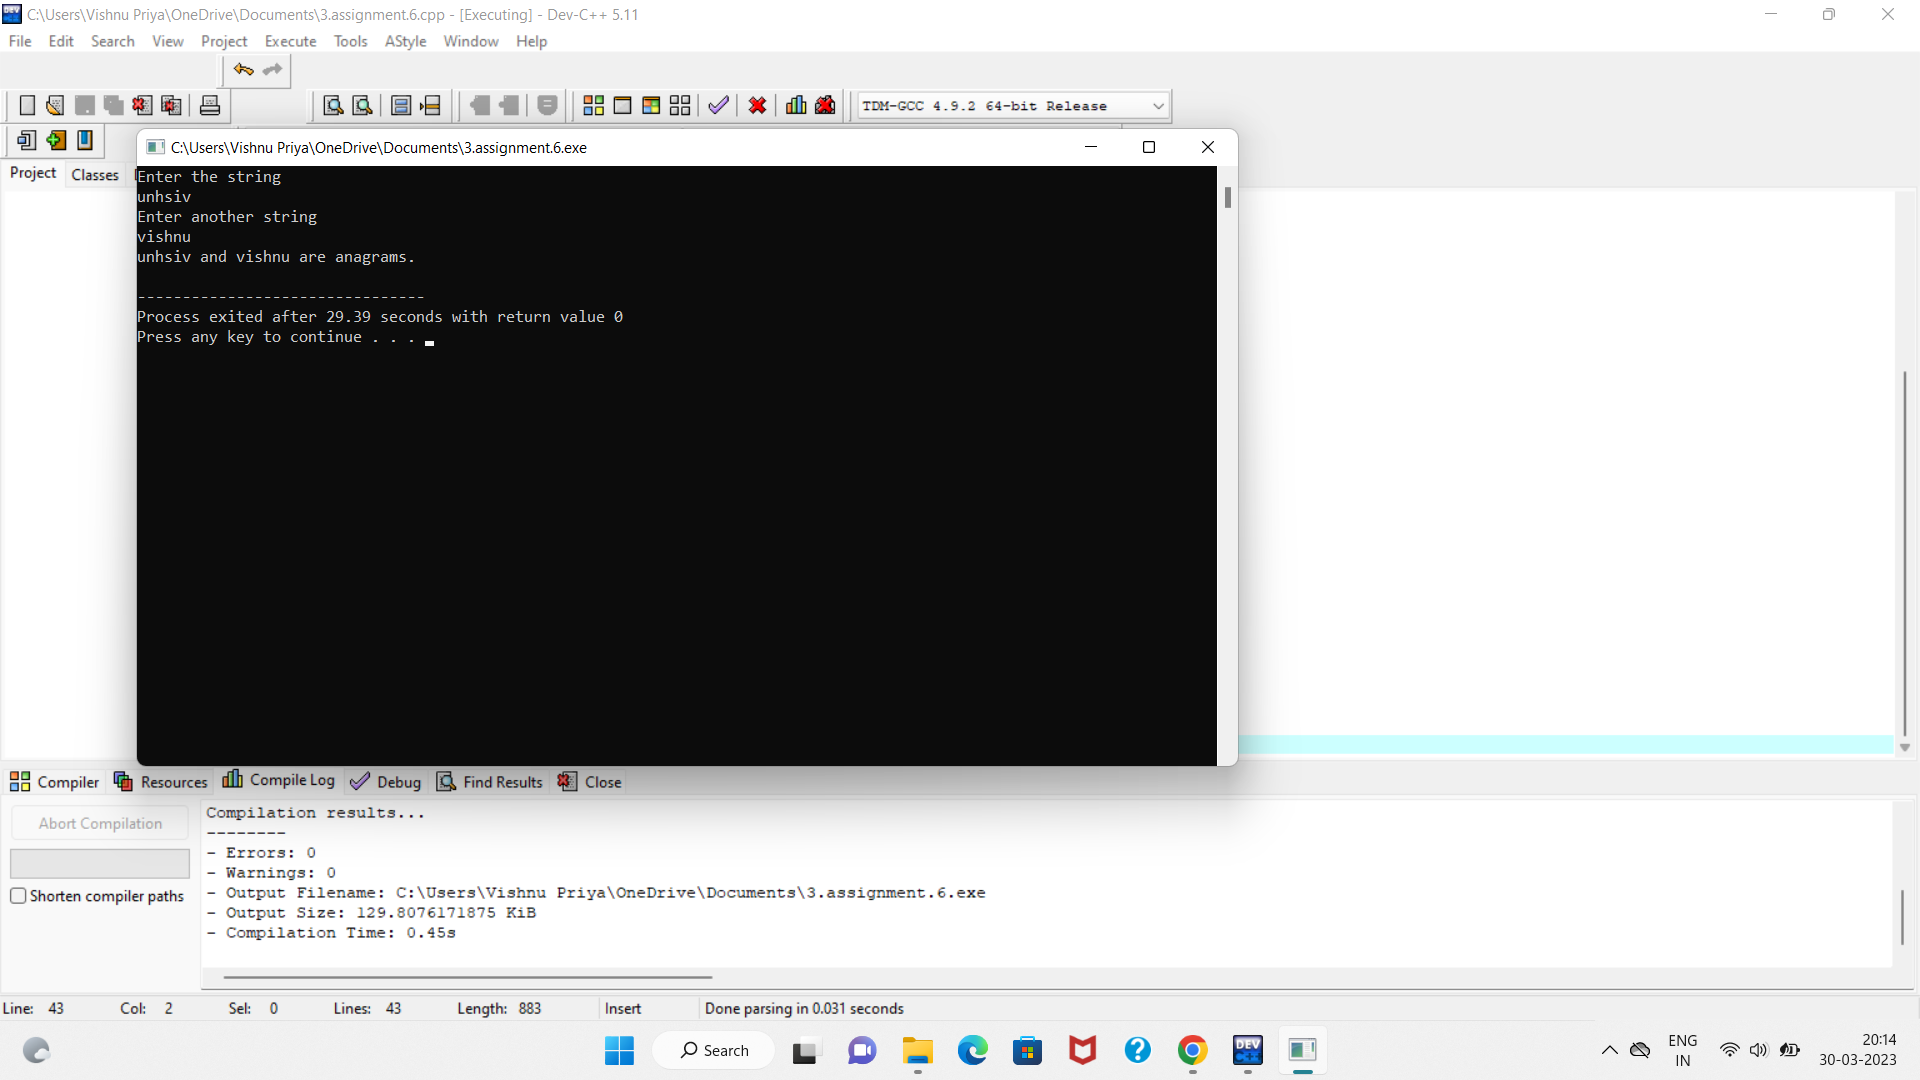 C:\Users\Vishnu Priya\OneDrive\Documents\3.assignment.6.cpp - [Executing] - Dev-C++ 5.11
File Edit Search View Project Execute Tools AStyle Window Help
TDM-GCC 4.9.2 64-bit Release
C:\Users\Vishnu Priya\OneDrive\Documents\3.assignment.6.exe
Project Classes
Enter the string
unhsiv
Enter another string
vishnu
unhsiv and vishnu are anagrams.
--------------------------------
Process exited after 29.39 seconds with return value 0
Press any key to continue . . .
Compiler Resources Compile Log Debug Find Results Close
Abort Compilation
Shorten compiler paths
Compilation results...
--------
- Errors: 0
- Warnings: 0
- Output Filename: C:\Users\Vishnu Priya\OneDrive\Documents\3.assignment.6.exe
- Output Size: 129.8076171875 KiB
- Compilation Time: 0.45s
Line: 43 Col: 2 Sel: 0 Lines: 43 Length: 883 Insert Done parsing in 0.031 seconds
Search
DEV C++
ENG
IN
20:14
30-03-2023